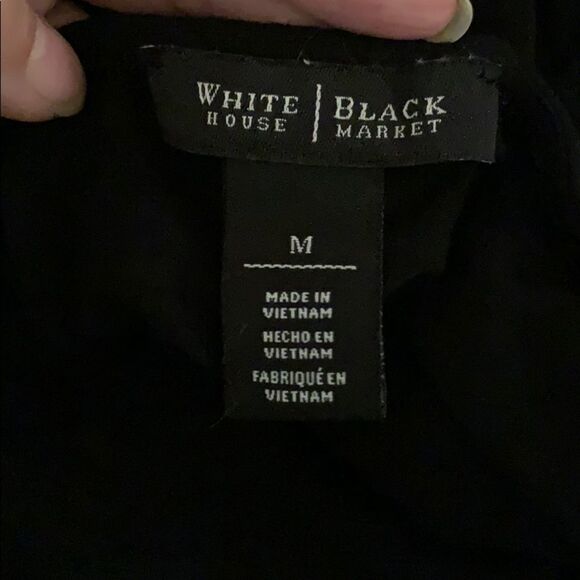 WHITE | BLACK
HOUSE | MARKET
M
MADE IN
VIETNAM
HECHO EN
VIETNAM
FABRIQUÉ EN
VIETNAM